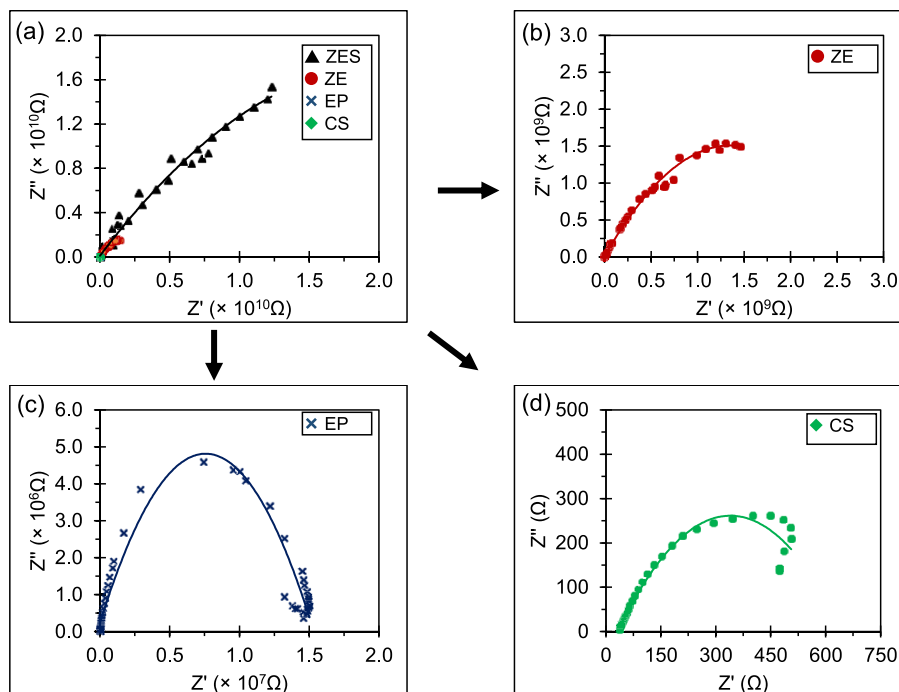 (a)
ZES
ZE
EP
CS
Z'' (× 10¹⁰Ω)
2.0
1.6
1.2
0.8
0.4
0.0
0.0 0.5 1.0 1.5 2.0
Z' (× 10¹⁰Ω)
(b)
ZE
Z'' (× 10⁹Ω)
3.0
2.5
2.0
1.5
1.0
0.5
0.0
0.0 0.5 1.0 1.5 2.0 2.5 3.0
Z' (× 10⁹Ω)
(c)
EP
Z'' (× 10⁶Ω)
6.0
5.0
4.0
3.0
2.0
1.0
0.0
0.0 0.5 1.0 1.5 2.0
Z' (× 10⁷Ω)
(d)
CS
Z'' (Ω)
500
400
300
200
100
0
0 150 300 450 600 750
Z' (Ω)